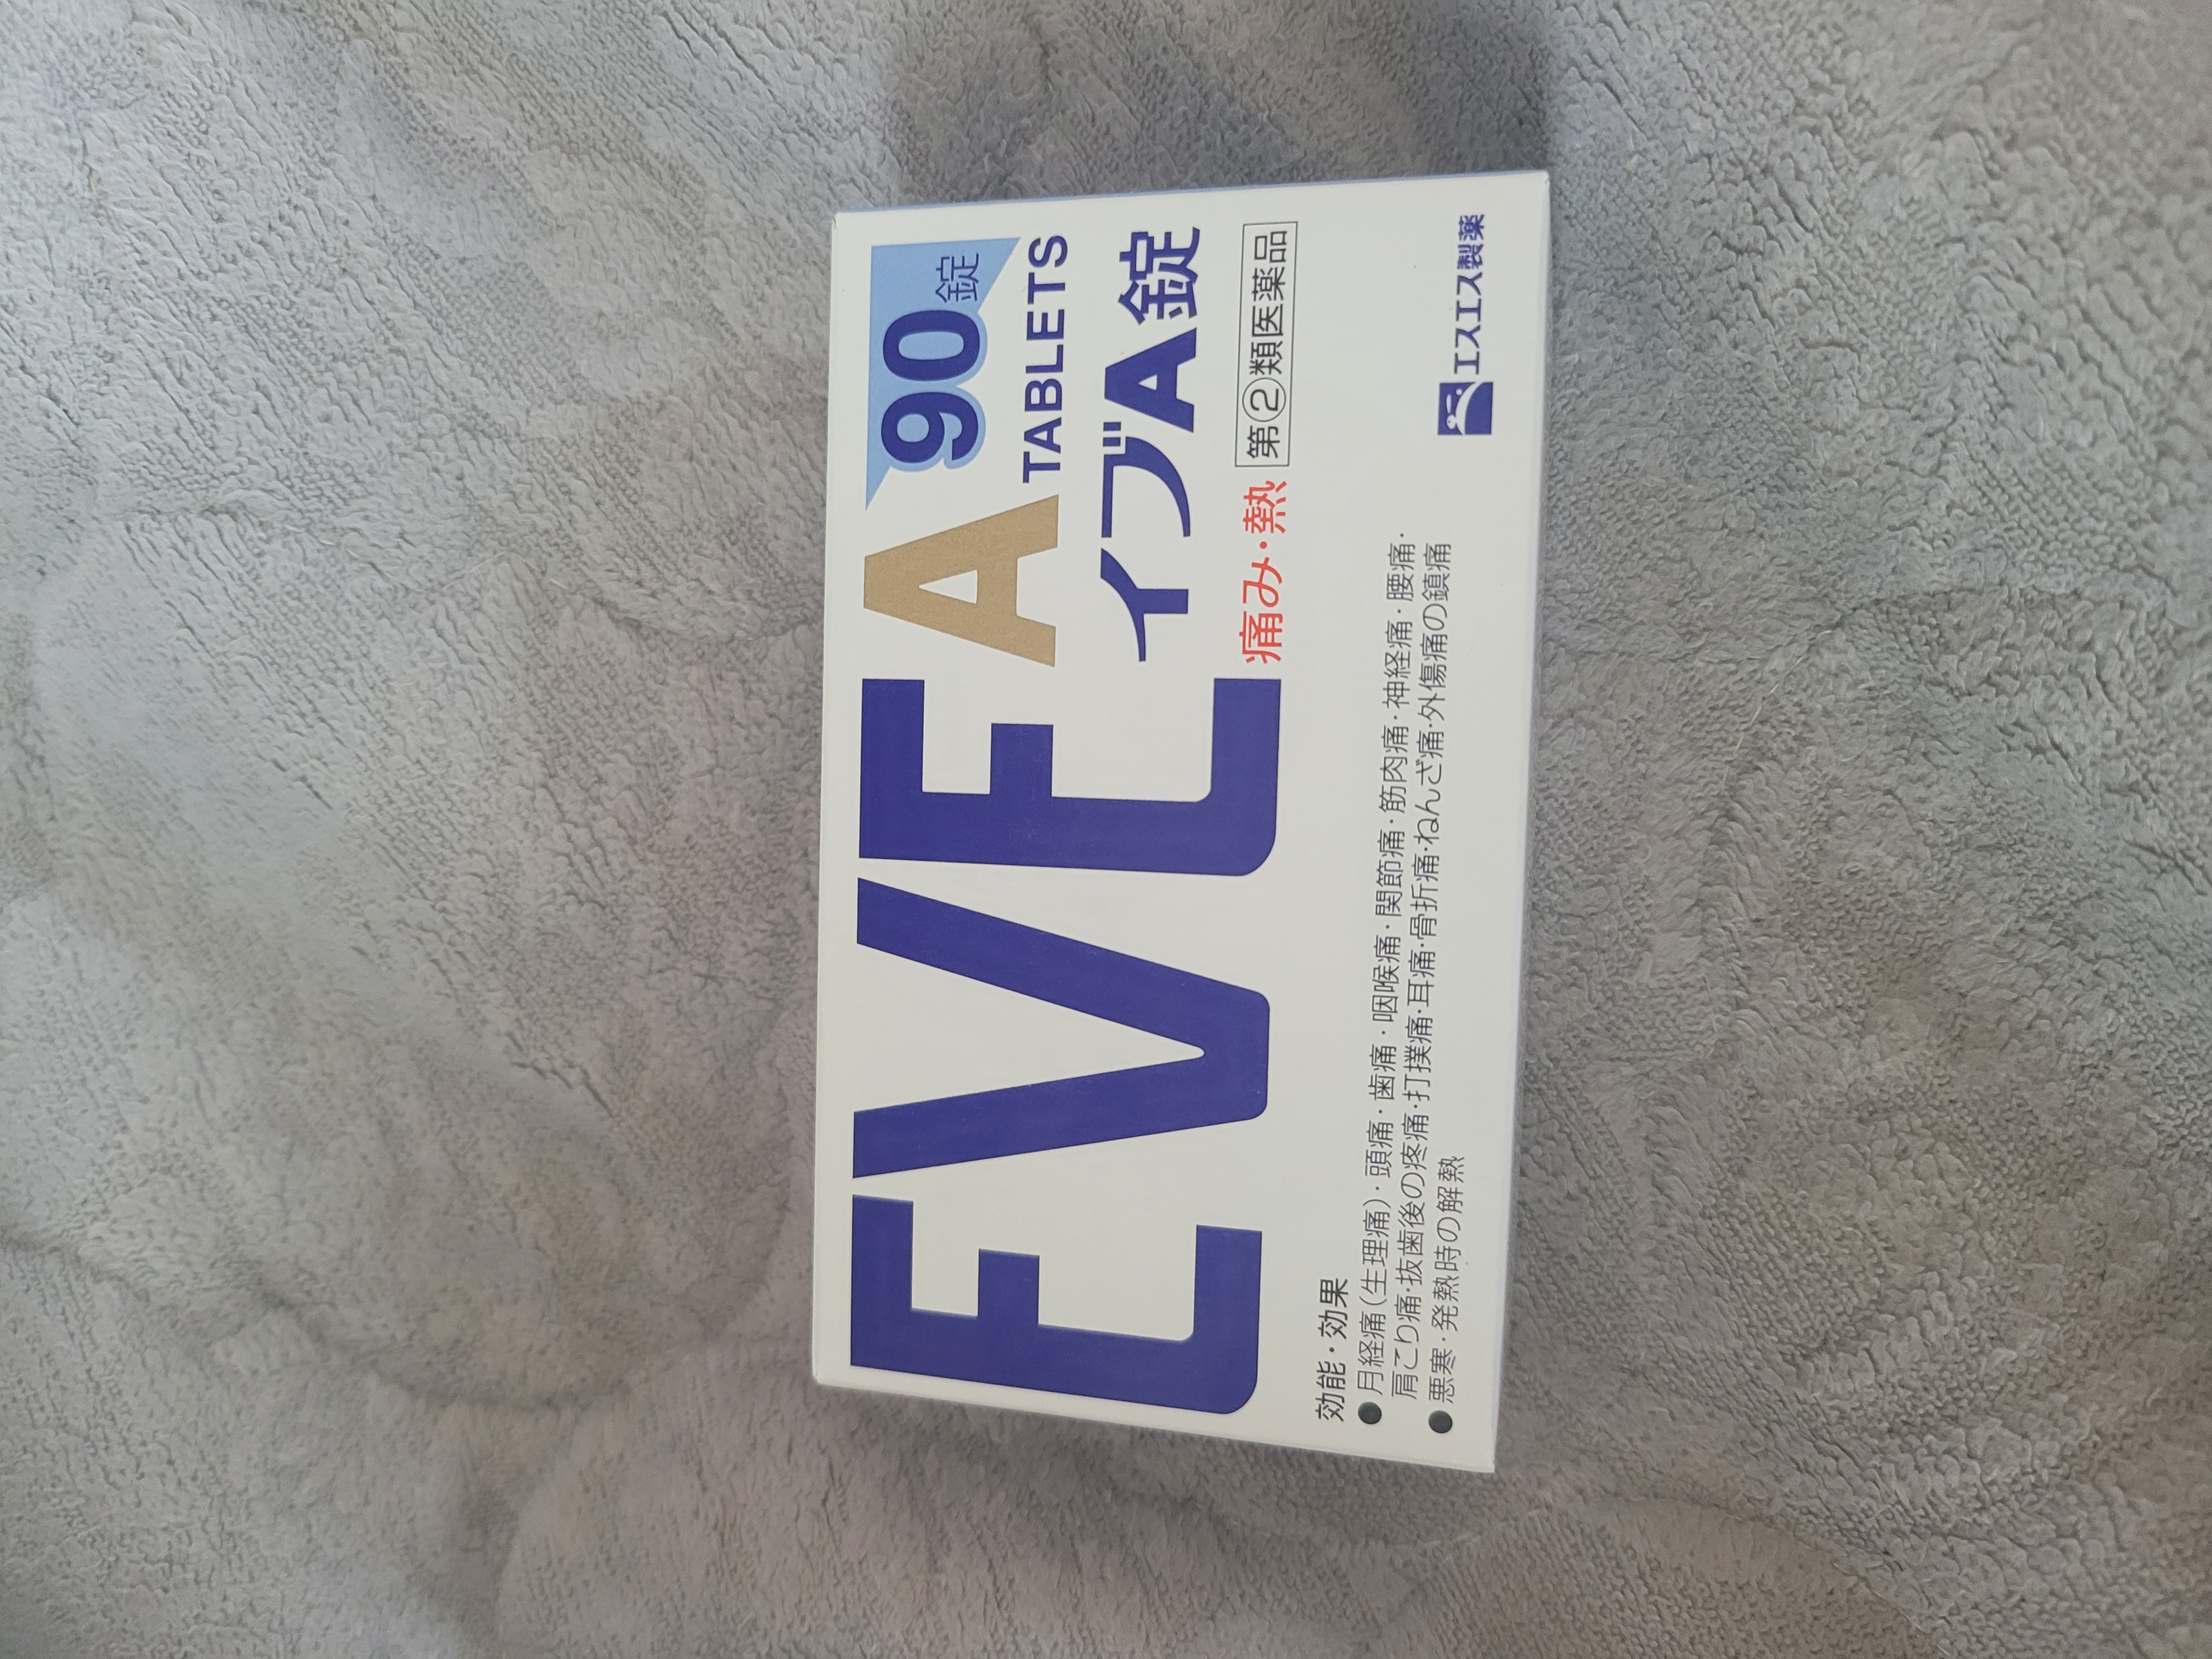 EVE A
90錠
TABLETS
イブA錠
痛み・熱 第②類医薬品
効能・効果
●月経痛(生理痛)・頭痛・歯痛・咽喉痛・関節痛・筋肉痛・神経痛・腰痛・
肩こり痛・抜歯後の疼痛・打撲痛・耳痛・骨折痛・ねんざ痛・外傷痛の鎮痛
●悪寒・発熱時の解熱
エスエス製薬